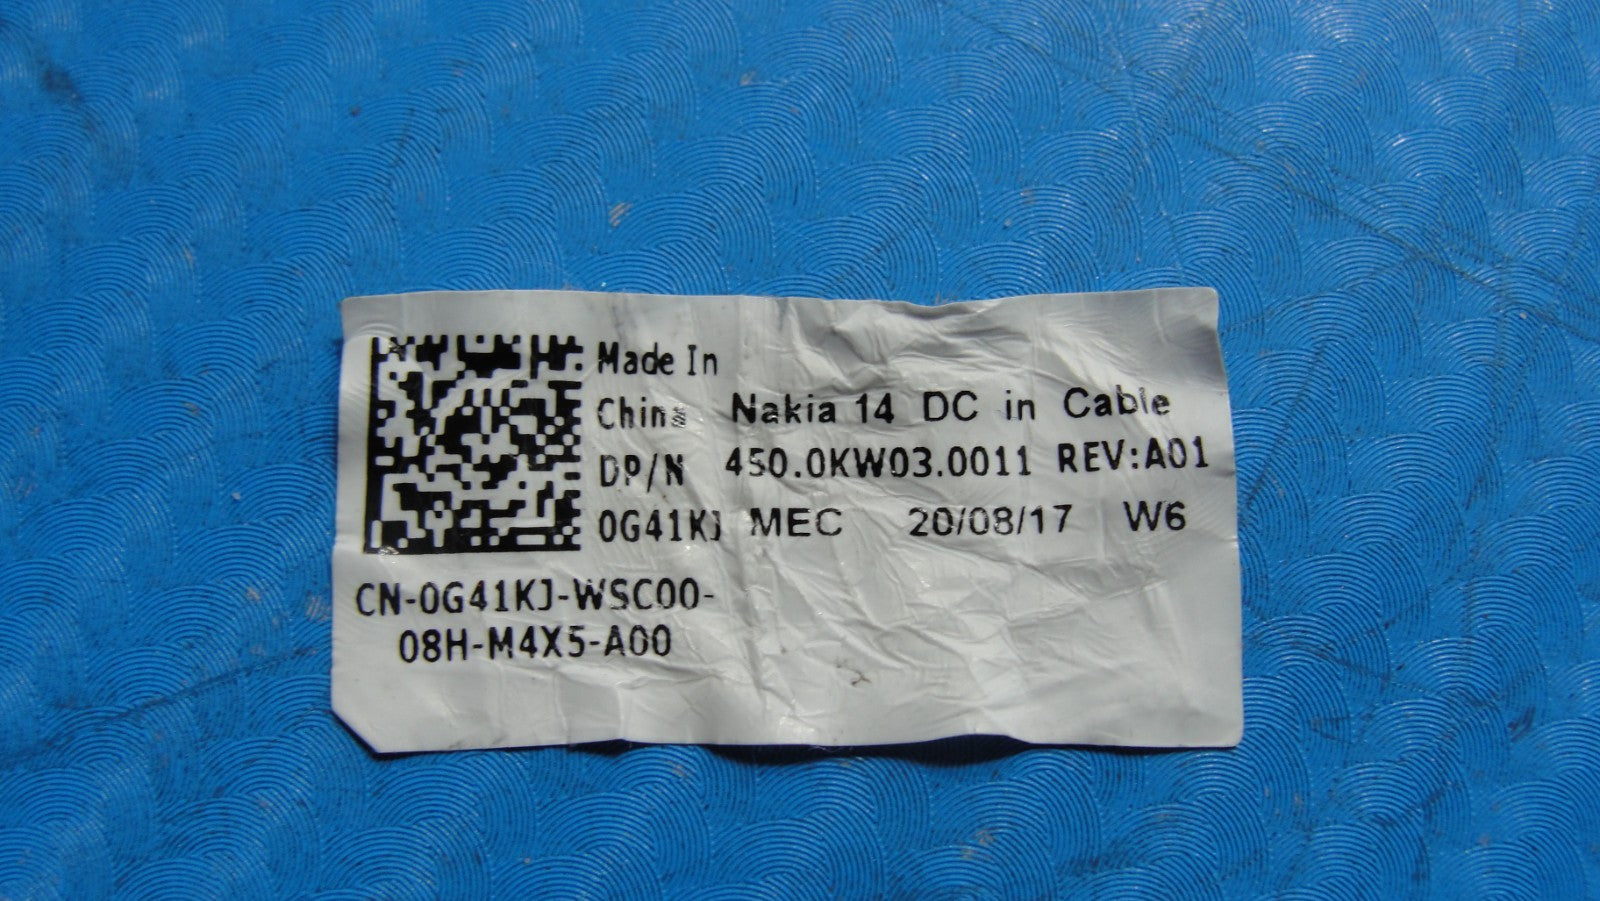 Made In
China Nakia 14 DC in Cable
DP/N 450.0KW03.0011 REV:A01
0G41KJ MEC 20/08/17 W6
CN-0G41KJ-WSC00-
08H-M4X5-A00